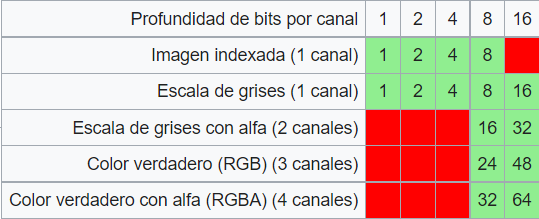 Profundidad de bits por canal 1 2 4 8 16
Imagen indexada (1 canal) 1 2 4 8
Escala de grises (1 canal) 1 2 4 8 16
Escala de grises con alfa (2 canales) 16 32
Color verdadero (RGB) (3 canales) 24 48
Color verdadero con alfa (RGBA) (4 canales) 32 64